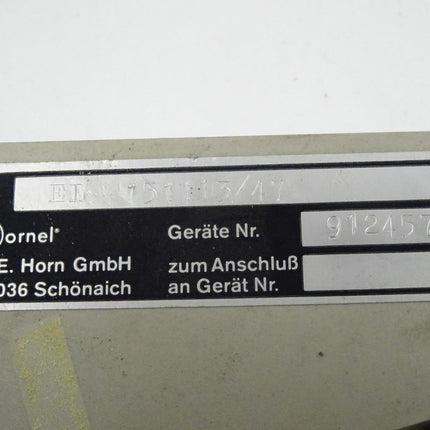 ornel® Geräte Nr. 912457
E. Horn GmbH zum Anschluß
036 Schönaich an Gerät Nr.